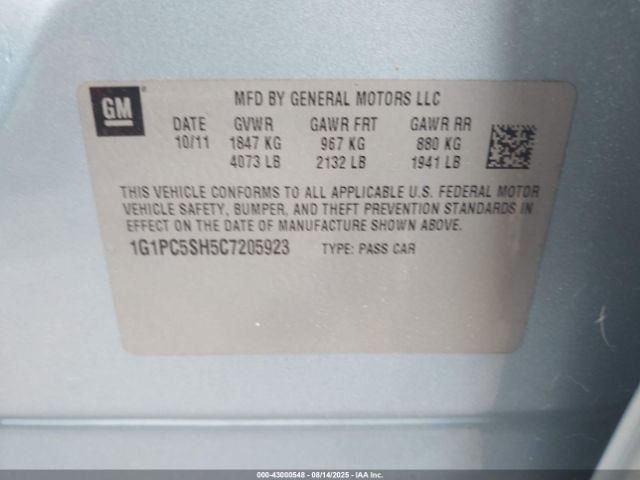 GM
MFD BY GENERAL MOTORS LLC
DATE GVWR GAWR FRT GAWR RR
10/11 1847 KG 967 KG 880 KG
4073 LB 2132 LB 1941 LB
THIS VEHICLE CONFORMS TO ALL APPLICABLE U.S. FEDERAL MOTOR
VEHICLE SAFETY, BUMPER, AND THEFT PREVENTION STANDARDS IN
EFFECT ON THE DATE OF MANUFACTURE SHOWN ABOVE.
1G1PC5SH5C7205923 TYPE: PASS CAR
000-43000548 - 08/14/2025 - IAA Inc.